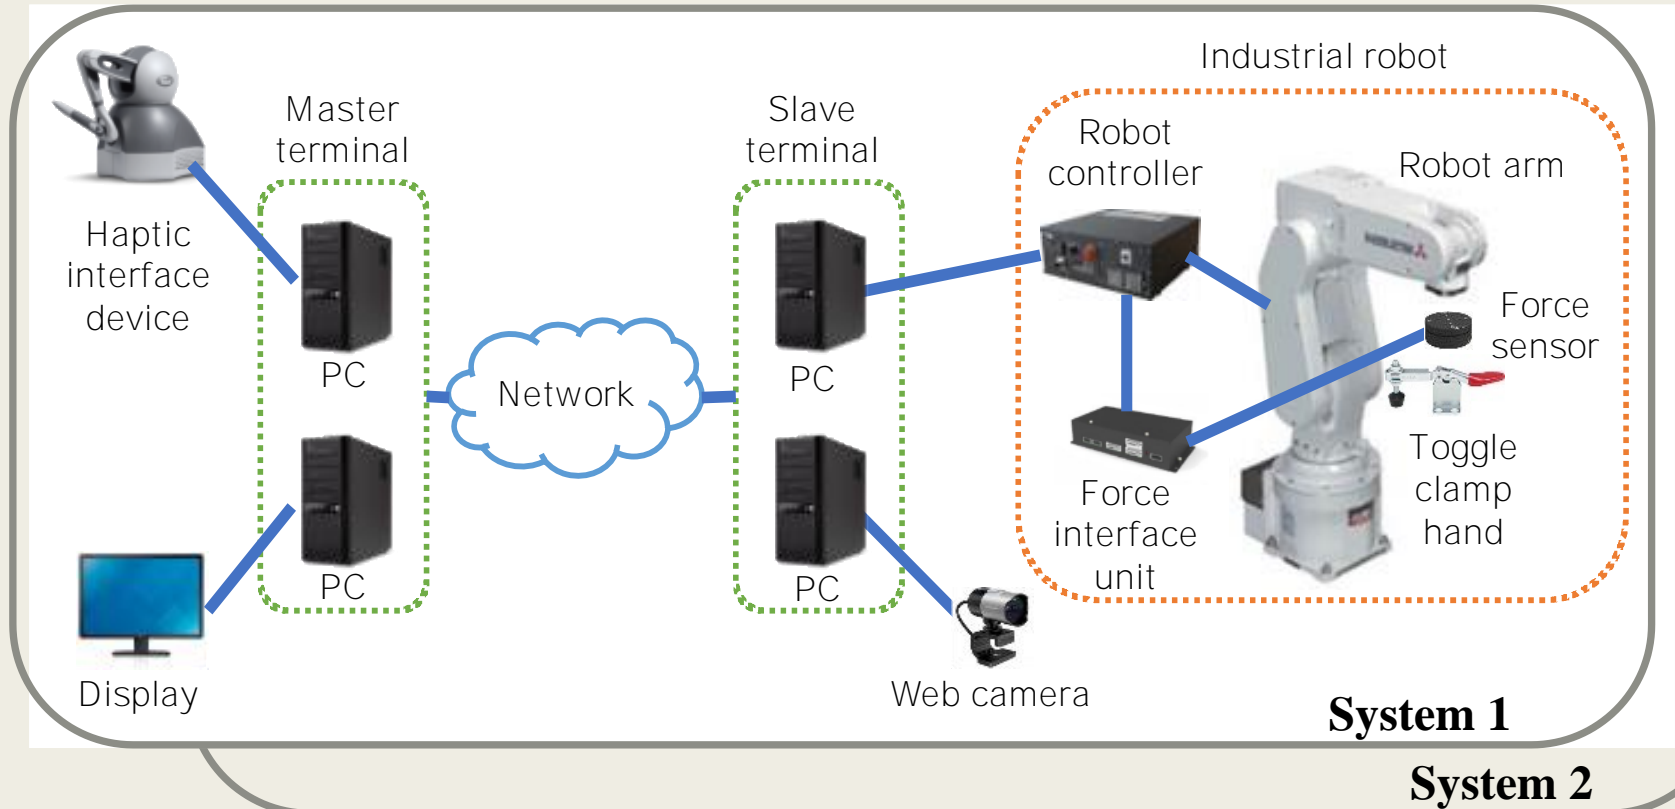 Industrial robot
Master
terminal
Slave
terminal
Robot
controller
Robot arm
Haptic
interface
device
Force
sensor
PC
PC
Network
Toggle
clamp
hand
Force
interface
unit
PC
PC
Display
Web camera
System 1
System 2